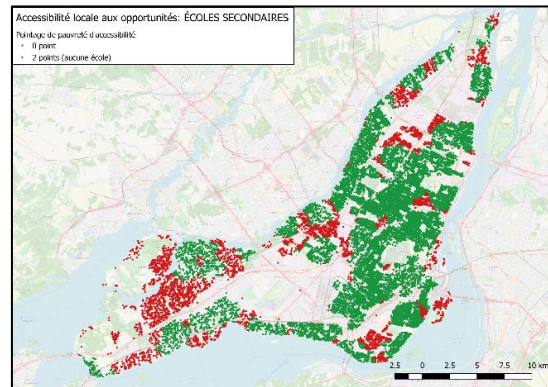 Accessibilité locale aux opportunités: ÉCOLES SECONDAIRES
Pointage de pauvreté d'accessibilité
0 point
2 points (aucune école)
2.5 0 2.5 5 7.5 10 km